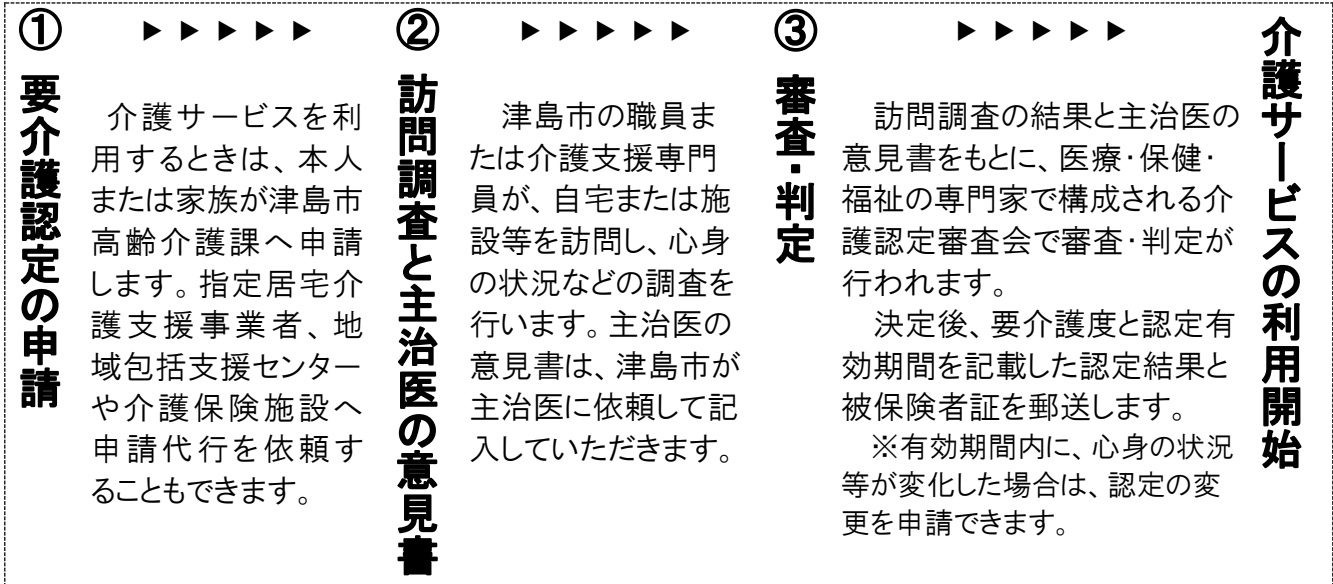 ① 要介護認定の申請
▶ ▶ ▶ ▶ ▶
介護サービスを利
用するときは、本人
または家族が津島市
高齢介護課へ申請
します。指定居宅介
護支援事業者、地
域包括支援センター
や介護保険施設へ
申請代行を依頼す
ることもできます。
② 訪問調査と主治医の意見書
▶ ▶ ▶ ▶ ▶
津島市の職員ま
たは介護支援専門
員が、自宅または施
設等を訪問し、心身
の状況などの調査を
行います。主治医の
意見書は、津島市が
主治医に依頼して記
入していただきます。
③ 審査・判定
▶ ▶ ▶ ▶ ▶
訪問調査の結果と主治医の
意見書をもとに、医療・保健・
福祉の専門家で構成される介
護認定審査会で審査・判定が
行われます。
決定後、要介護度と認定有
効期間を記載した認定結果と
被保険者証を郵送します。
※有効期間内に、心身の状況
等が変化した場合は、認定の変
更を申請できます。
介護サービスの利用開始